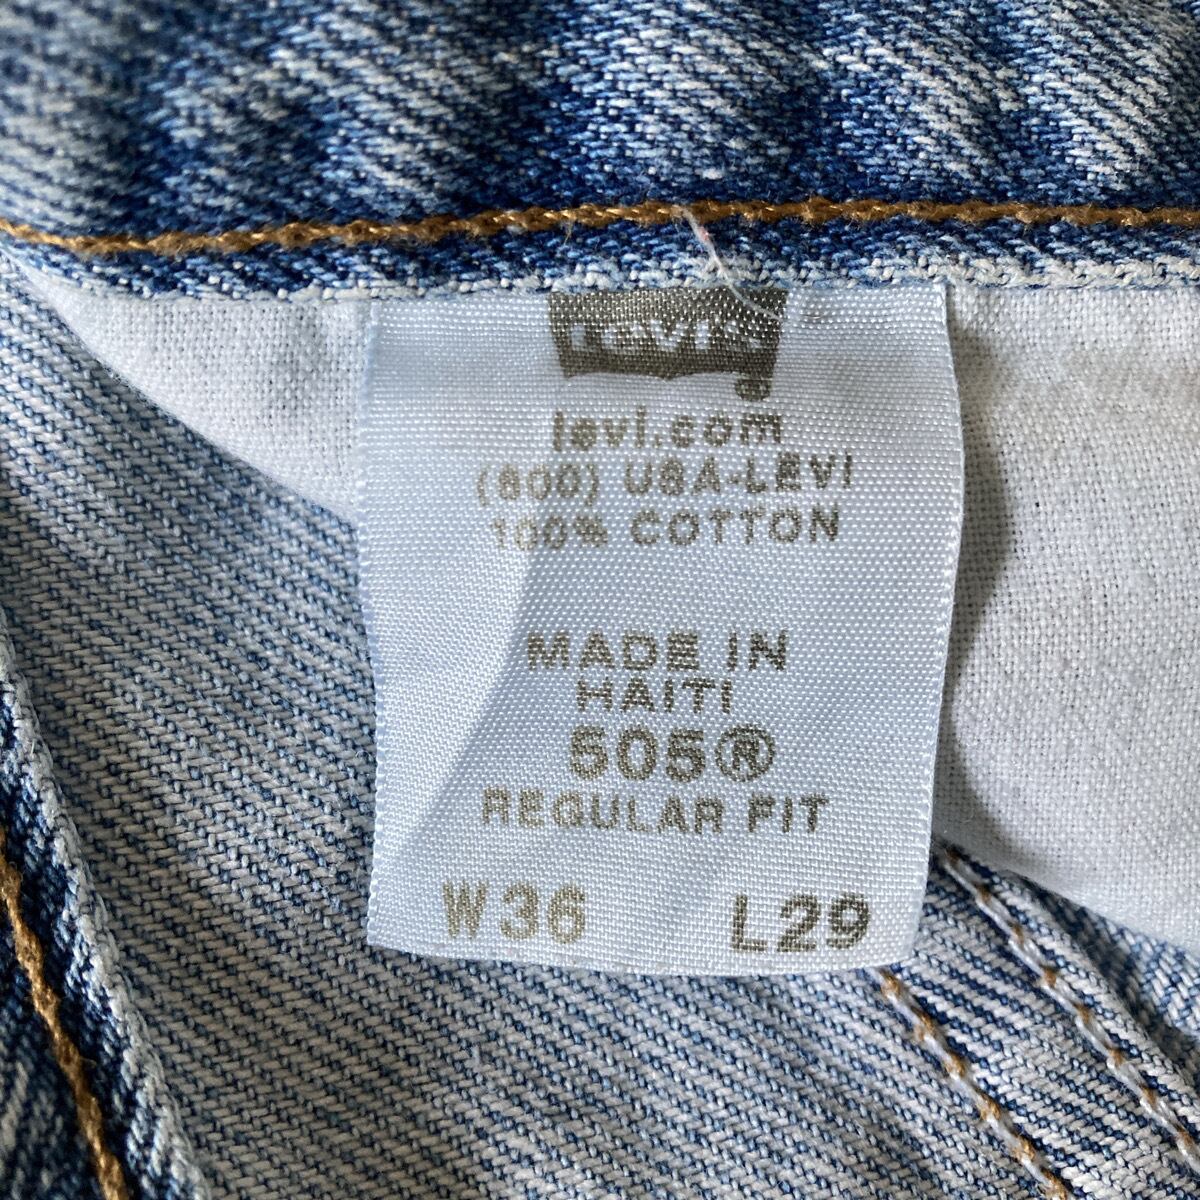 Levi's®
levi.com
(800) USA-LEVI
100% COTTON
MADE IN
HAITI
505®
REGULAR FIT
W36 L29